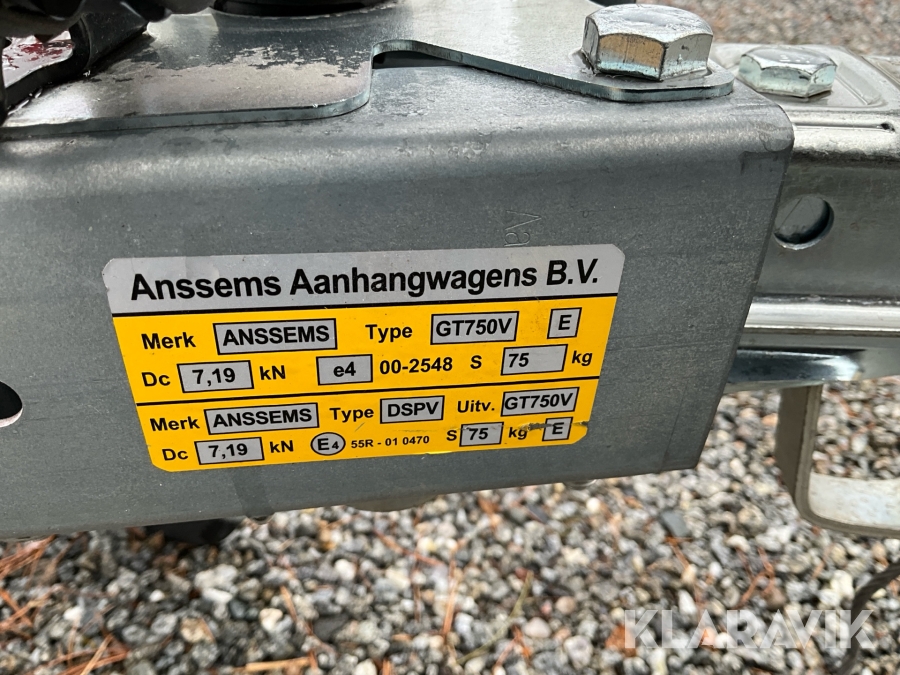 Anssems Aanhangwagens B.V.
Merk ANSSEMS Type GT750V E
Dc 7,19 kN e4 00-2548 S 75 kg
Merk ANSSEMS Type DSPV Uitv. GT750V
Dc 7,19 kN E4 55R - 01 0470 S 75 kg E
KLARAVIK